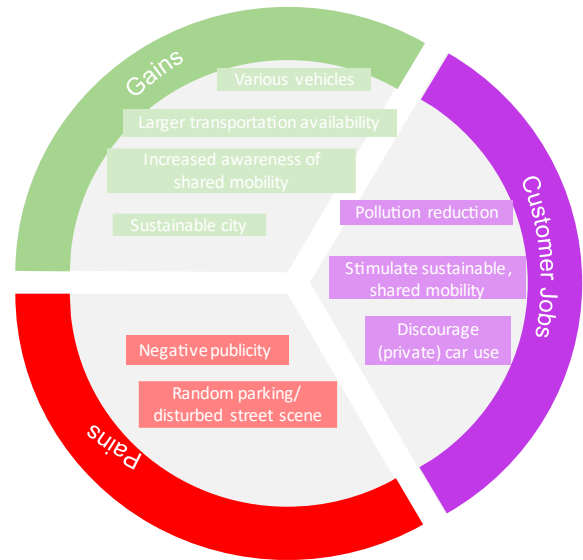 Gains
Various vehicles
Larger transportation availability
Increased awareness of
shared mobility
Sustainable city
Customer Jobs
Pollution reduction
Stimulate sustainable,
shared mobility
Discourage
(private) car use
Pains
Negative publicity
Random parking/
disturbed street scene